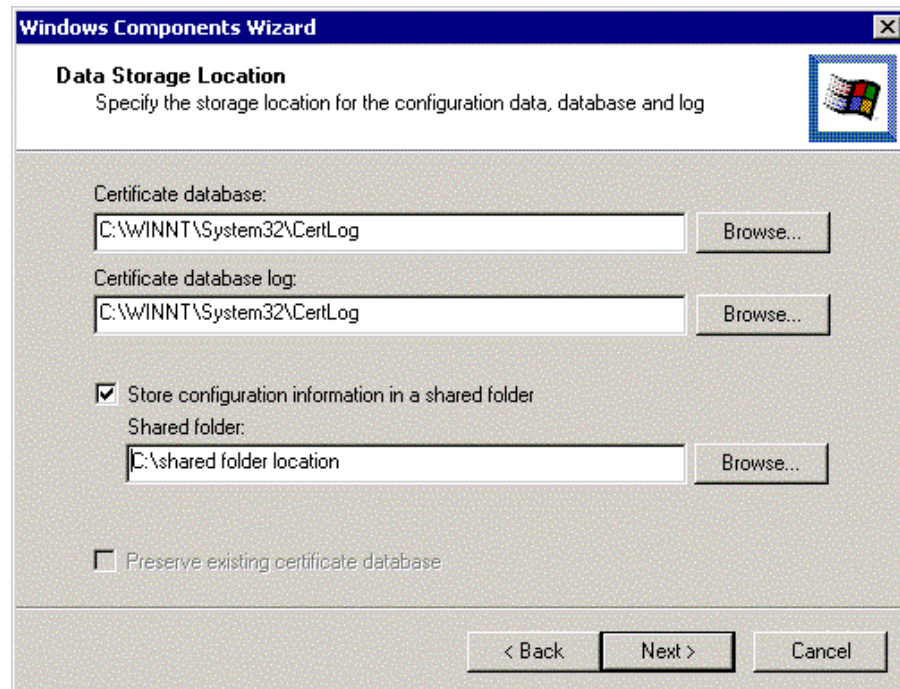 Windows Components Wizard
Data Storage Location
Specify the storage location for the configuration data, database and log
Certificate database:
C:\WINNT\System32\CertLog
Browse...
Certificate database log:
C:\WINNT\System32\CertLog
Browse...
Store configuration information in a shared folder
Shared folder:
C:\shared folder location
Browse...
Preserve existing certificate database
< Back
Next >
Cancel